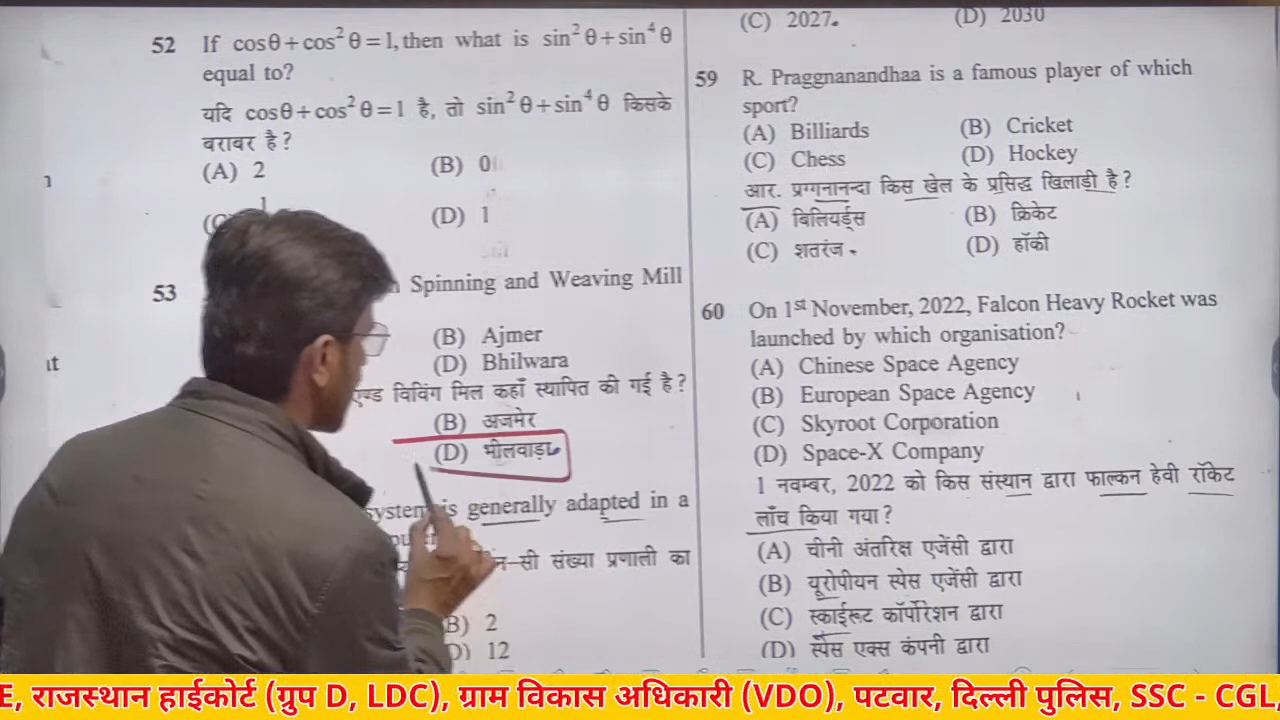 52 If cosθ+cos²θ=1, then what is sin²θ+sin⁴θ
equal to?
यदि cosθ+cos²θ=1 है, तो sin²θ+sin⁴θ किसके
बराबर है?
(A) 2 (B) 0
(D) 1
53 Spinning and Weaving Mill
(B) Ajmer
(D) Bhilwara
एण्ड विविंग मिल कहाँ स्थापित की गई है?
(B) अजमेर
(D) भीलवाड़ा
system is generally adapted in a
सी संख्या प्रणाली का
B) 2
D) 12
(C) 2027 (D) 2030
59 R. Praggnanandhaa is a famous player of which
sport?
(A) Billiards (B) Cricket
(C) Chess (D) Hockey
आर. प्रग्गनानन्दा किस खेल के प्रसिद्ध खिलाड़ी है?
(A) बिलियर्ड्स (B) क्रिकेट
(C) शतरंज (D) हॉकी
60 On 1st November, 2022, Falcon Heavy Rocket was
launched by which organisation?
(A) Chinese Space Agency
(B) European Space Agency
(C) Skyroot Corporation
(D) Space-X Company
1 नवम्बर, 2022 को किस संस्थान द्वारा फाल्कन हेवी रॉकेट
लाँच किया गया?
(A) चीनी अंतरिक्ष एजेंसी द्वारा
(B) यूरोपीयन स्पेस एजेंसी द्वारा
(C) स्काईरूट कॉर्पोरेशन द्वारा
(D) स्पेस एक्स कंपनी द्वारा
E, राजस्थान हाईकोर्ट (ग्रुप D, LDC), ग्राम विकास अधिकारी (VDO), पटवार, दिल्ली पुलिस, SSC - CGL,